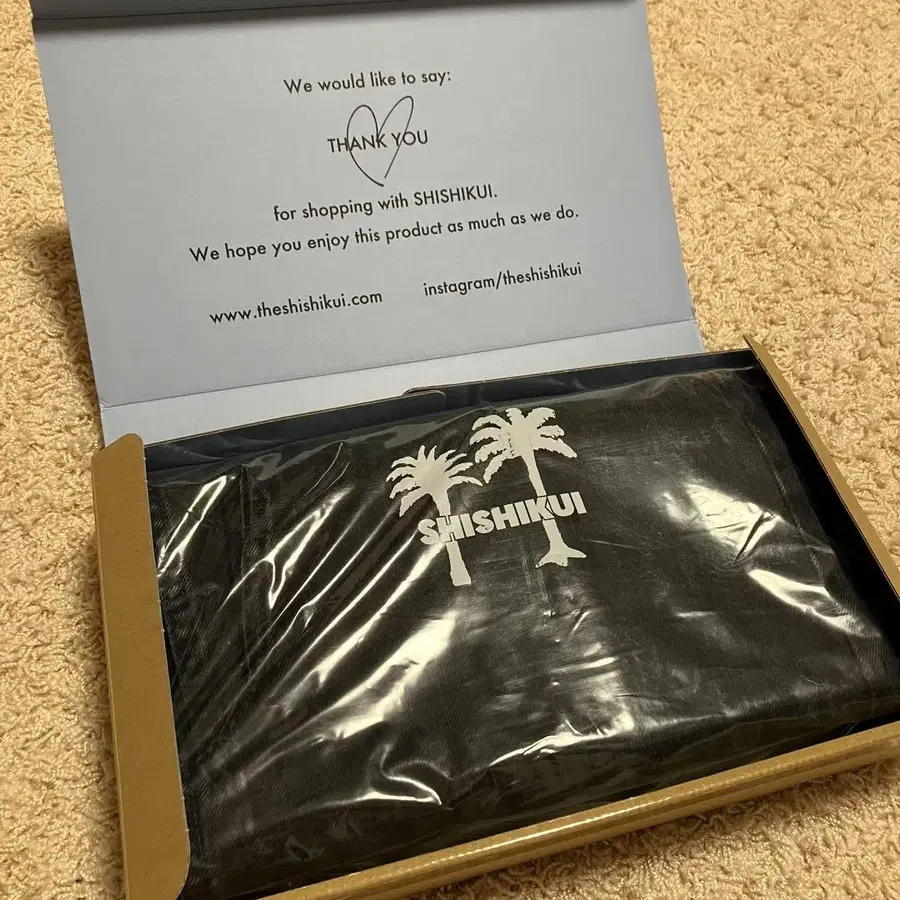 We would like to say:
THANK YOU
for shopping with SHISHIKUI.
We hope you enjoy this product as much as we do.
www.theshishikui.com instagram/theshishikui
SHISHIKUI